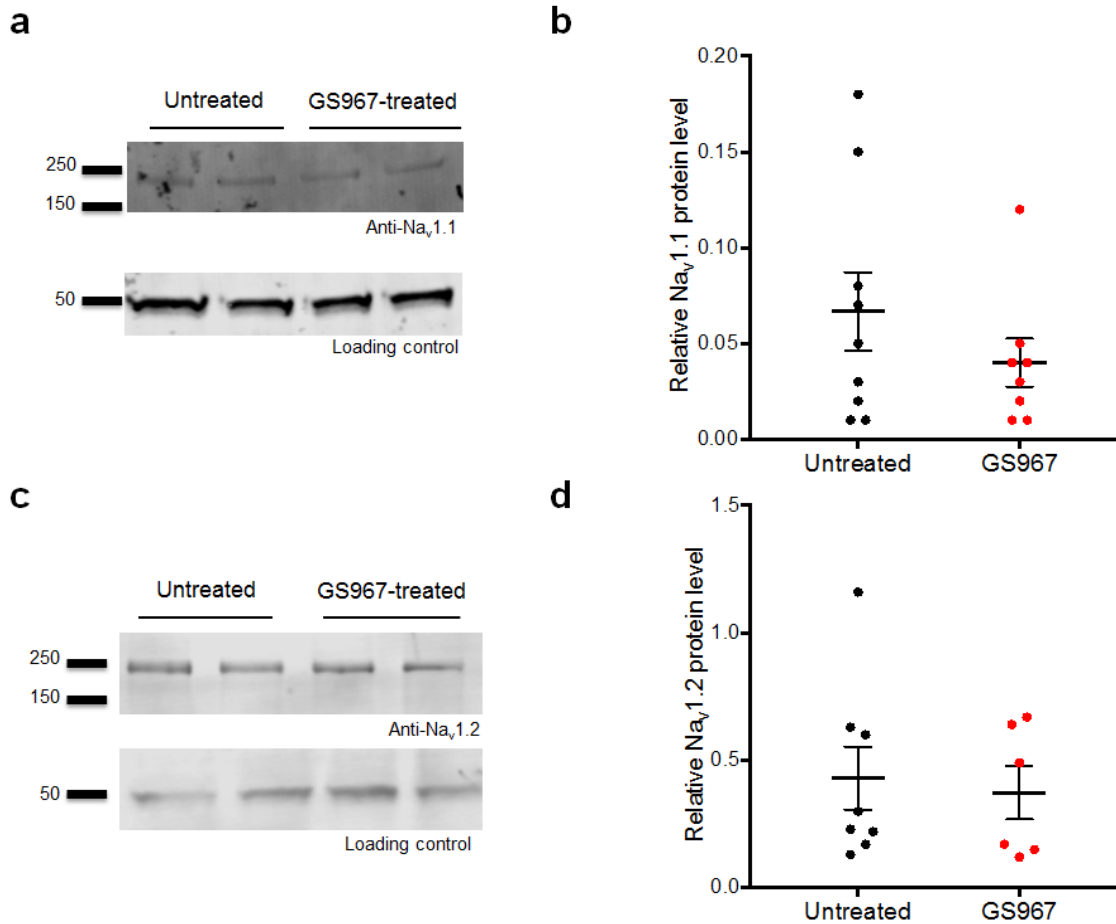 a
Untreated GS967-treated
250
150
Anti-Nav1.1
50
Loading control
b
Relative Nav1.1 protein level
0.20
0.15
0.10
0.05
0.00
Untreated GS967
c
Untreated GS967-treated
250
150
Anti-Nav1.2
50
Loading control
d
Relative Nav1.2 protein level
1.5
1.0
0.5
0.0
Untreated GS967